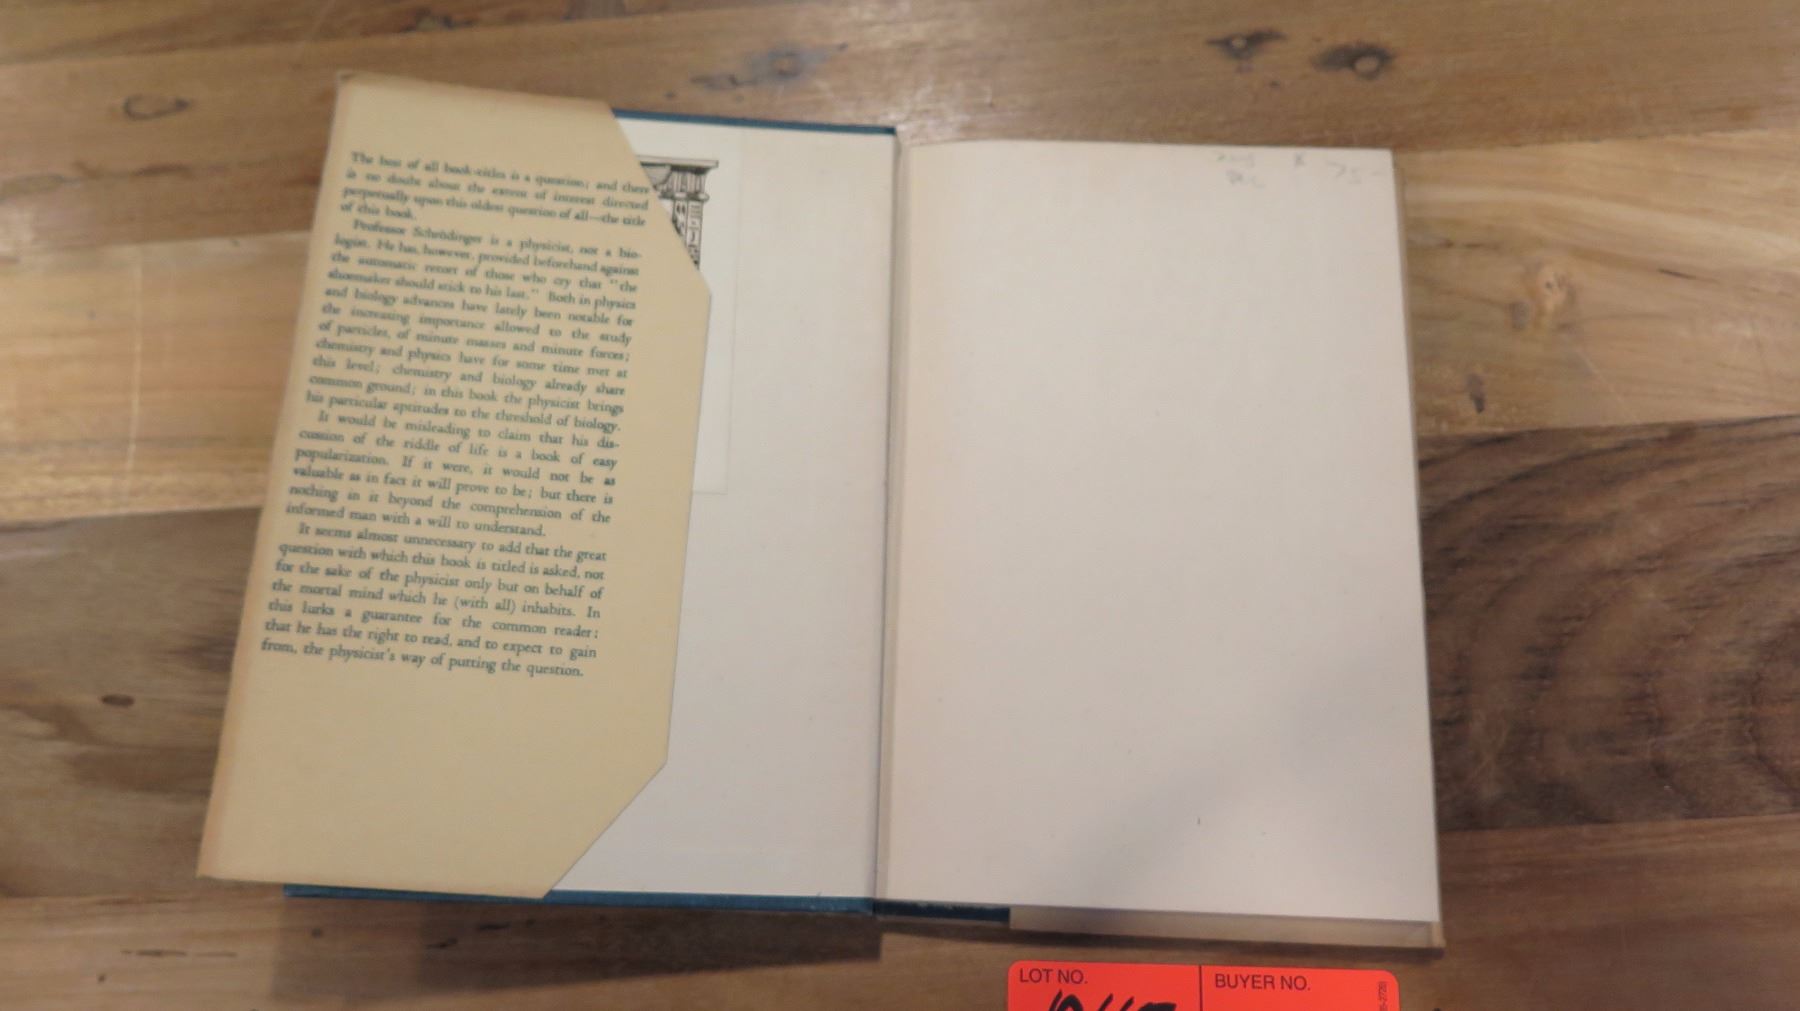 The best of all book-titles is a question; and there
is no doubt about the extent of interest directed
perpetually upon this oldest question of all—the title
of this book.
Professor Schrödinger is a physicist, not a bio-
logist. He has, however, provided beforehand against
the automatic retort of those who cry that "the
shoemaker should stick to his last." Both in physics
and biology advances have lately been notable for
the increasing importance allowed to the study
of particles, of minute masses and minute forces;
chemistry and physics have for some time met at
this level; chemistry and biology already share
common ground; in this book the physicist brings
his particular aptitudes to the threshold of biology.
It would be misleading to claim that his dis-
cussion of the riddle of life is a book of easy
popularization. If it were, it would not be as
valuable as in fact it will prove to be; but there is
nothing in it beyond the comprehension of the
informed man with a will to understand.
It seems almost unnecessary to add that the great
question with which this book is titled is asked, not
for the sake of the physicist only but on behalf of
the mortal mind which he (with all) inhabits. In
this lurks a guarantee for the common reader:
that he has the right to read, and to expect to gain
from, the physicist's way of putting the question.
LOT NO.
BUYER NO.